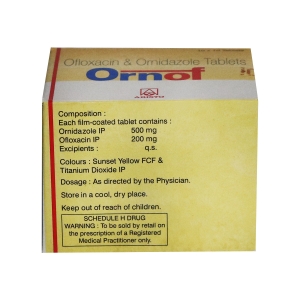 Ofloxacin & Ornidazole Tablets
Ornof
ARISTO
Composition :
Each film-coated tablet contains :
Ornidazole IP 500 mg
Ofloxacin IP 200 mg
Excipients : q.s.
Colours : Sunset Yellow FCF &
Titanium Dioxide IP
Dosage : As directed by the Physician.
Store in a cool, dry place.
Keep out of reach of children.
SCHEDULE H DRUG
WARNING : To be sold by retail on
the prescription of a Registered
Medical Practitioner only.